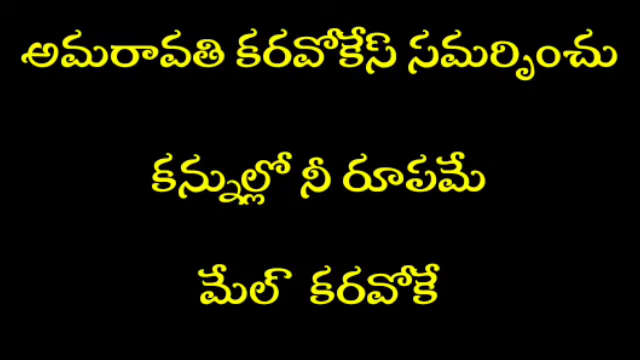 అమరావతి కరవోకేస్ సమర్పించు
కన్నుల్లో నీ రూపమే
మేల్ కరవోకే